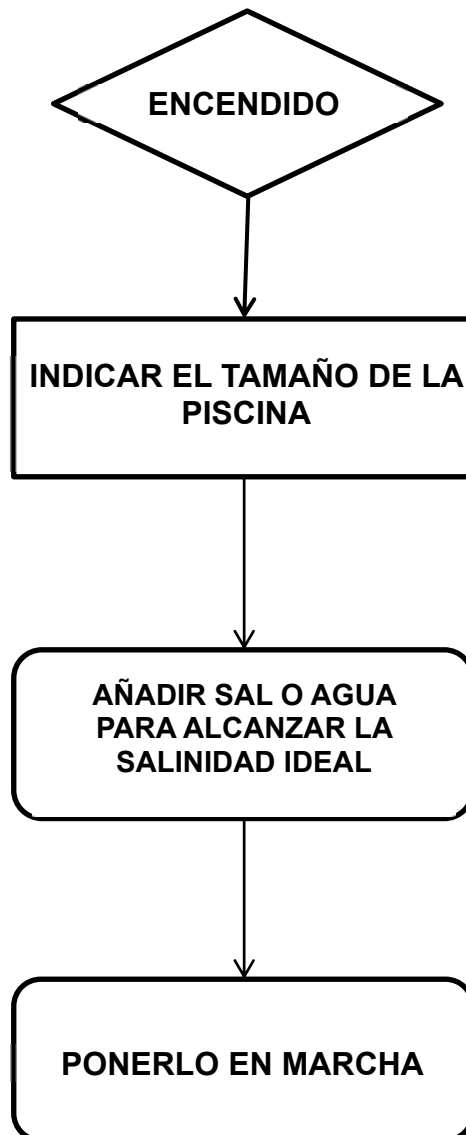 ENCENDIDO
INDICAR EL TAMAÑO DE LA
PISCINA
AÑADIR SAL O AGUA
PARA ALCANZAR LA
SALINIDAD IDEAL
PONERLO EN MARCHA